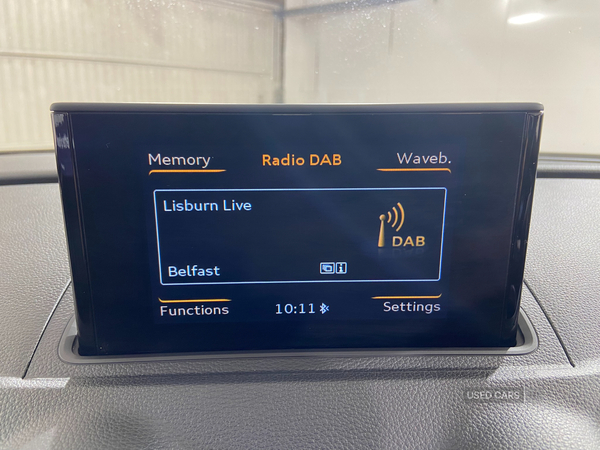 Memory
Radio DAB
Waveb.
Lisburn Live
DAB
Belfast
Functions
10:11
Settings
USED CARS